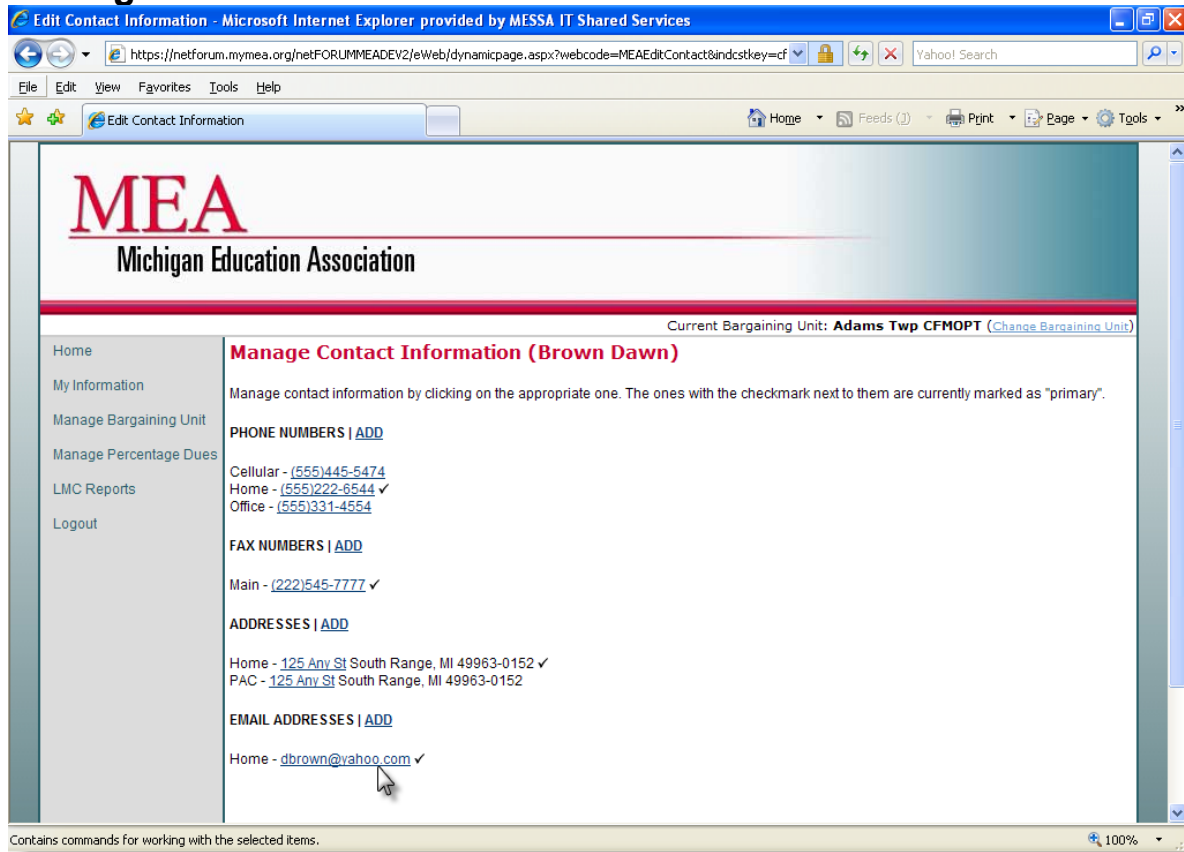 Edit Contact Information - Microsoft Internet Explorer provided by MESSA IT Shared Services
https://netforum.mymea.org/netFORUMMEADEV2/eWeb/dynamicpage.aspx?webcode=MEAEditContact&indcstkey=cf
Yahoo! Search
File Edit View Favorites Tools Help
Edit Contact Information
Home Feeds (J) Print Page Tools »
MEA
Michigan Education Association
Current Bargaining Unit: Adams Twp CFMOPT (Change Bargaining Unit)
Home
My Information
Manage Bargaining Unit
Manage Percentage Dues
LMC Reports
Logout
Manage Contact Information (Brown Dawn)
Manage contact information by clicking on the appropriate one. The ones with the checkmark next to them are currently marked as "primary".
PHONE NUMBERS | ADD
Cellular - (555)445-5474
Home - (555)222-6544 ✓
Office - (555)331-4554
FAX NUMBERS | ADD
Main - (222)545-7777 ✓
ADDRESSES | ADD
Home - 125 Any St South Range, MI 49963-0152 ✓
PAC - 125 Any St South Range, MI 49963-0152
EMAIL ADDRESSES | ADD
Home - dbrown@yahoo.com ✓
Contains commands for working with the selected items.
100%